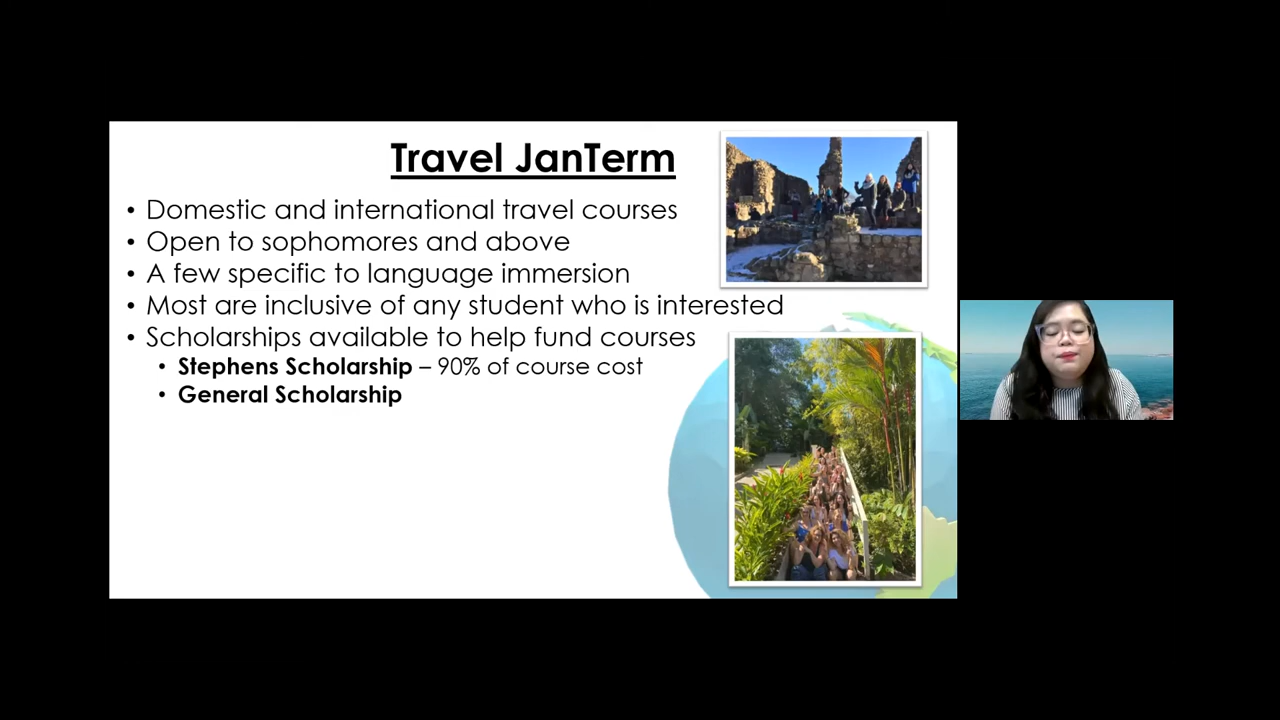 Travel JanTerm
• Domestic and international travel courses
• Open to sophomores and above
• A few specific to language immersion
• Most are inclusive of any student who is interested
• Scholarships available to help fund courses
• Stephens Scholarship – 90% of course cost
• General Scholarship